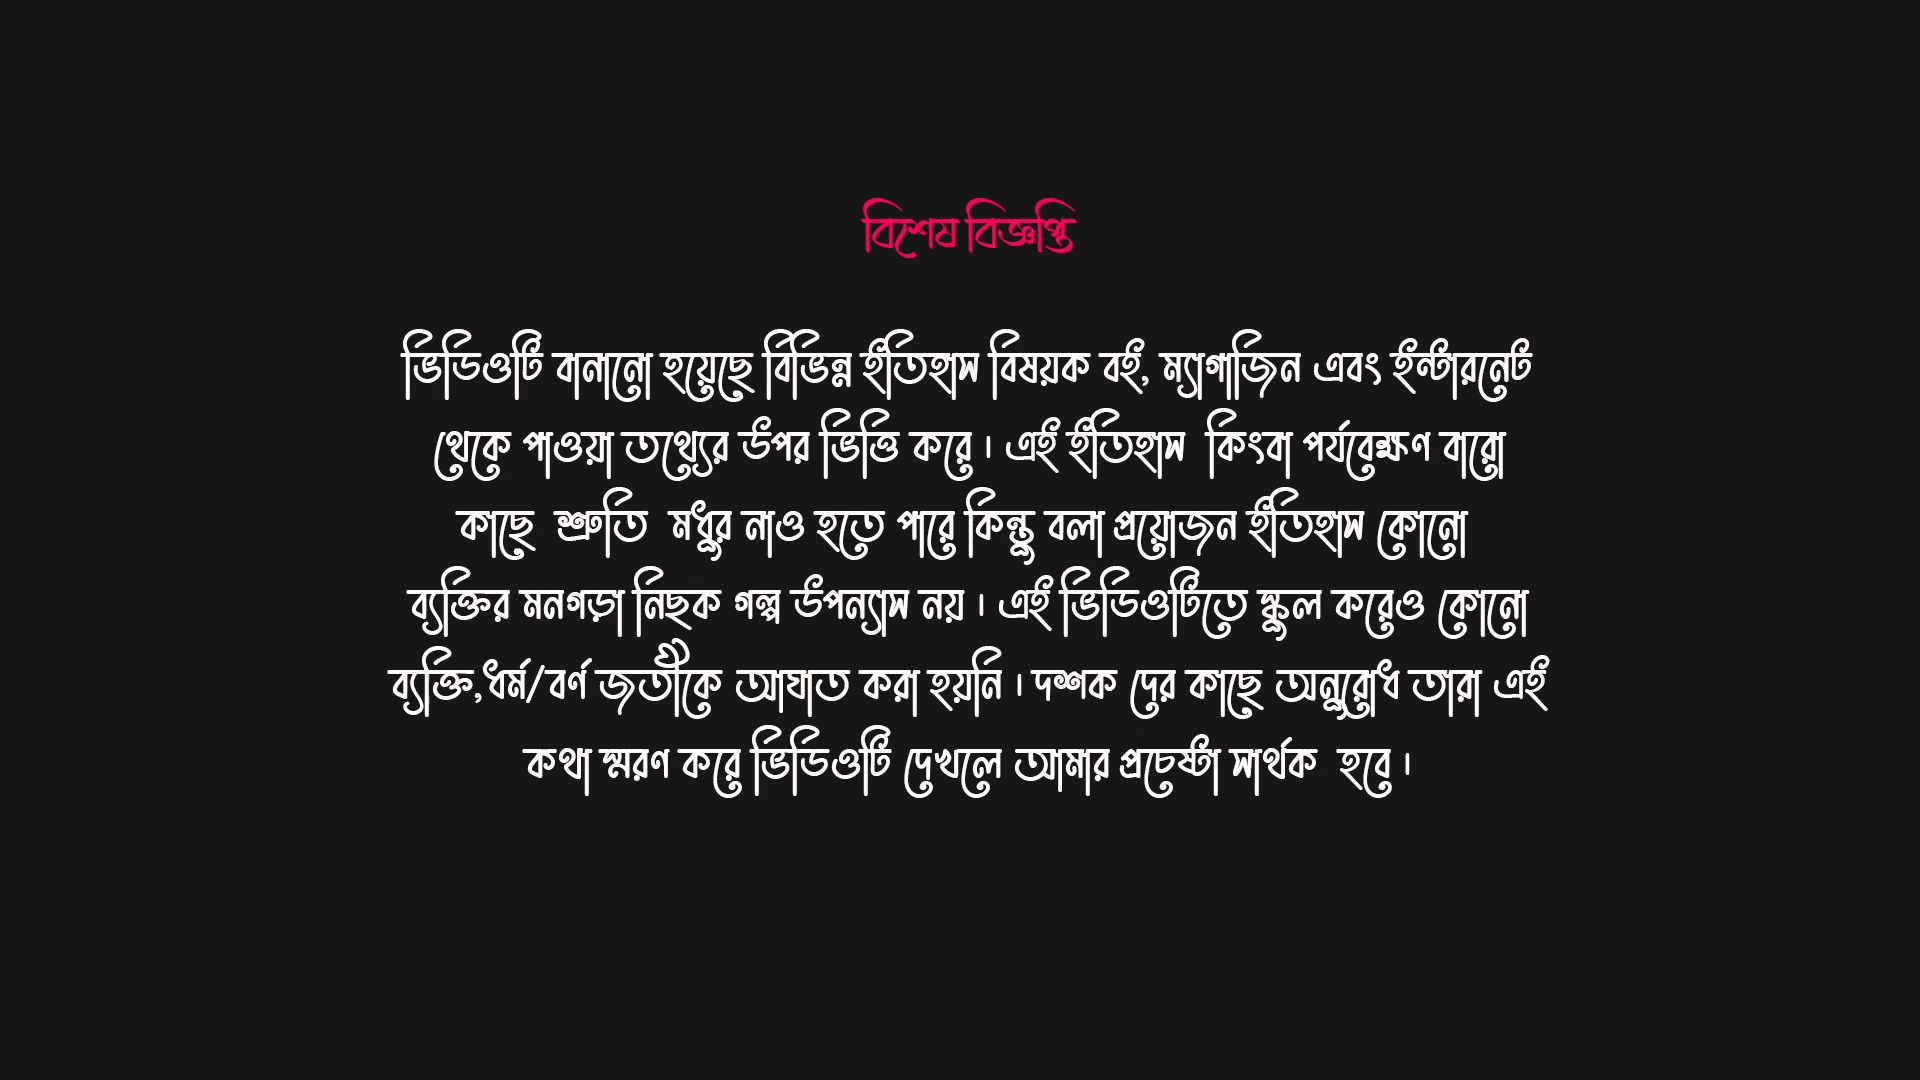 বিশেষ বিজ্ঞপ্তি
ভিডিওটি বানানো হয়েছে বিভিন্ন ইতিহাস বিষয়ক বই, ম্যাগাজিন এবং ইন্টারনেট
থেকে পাওয়া তথ্যের উপর ভিত্তি করে। এই ইতিহাস কিংবা পর্যবেক্ষণ বারো
কাছে শ্রুতি মধুর নাও হতে পারে কিন্তু বলা প্রয়োজন ইতিহাস কোনো
ব্যক্তির মনগড়া নিছক গল্প উপন্যাস নয়। এই ভিডিওটিতে স্কুল করেও কোনো
ব্যক্তি,ধর্ম/বর্ণ জতীকে আঘাত করা হয়নি। দশক দের কাছে অনুরোধ তারা এই
কথা স্মরণ করে ভিডিওটি দেখলে আমার প্রচেষ্টা সার্থক হবে।